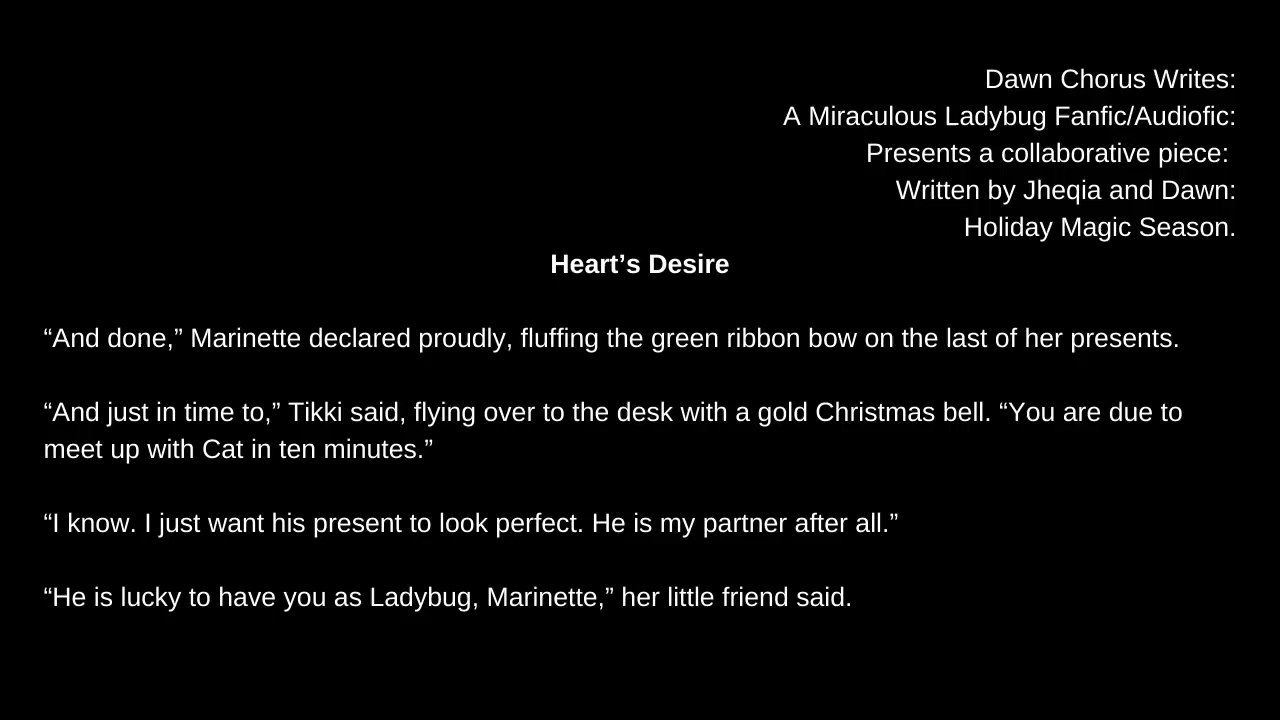 Dawn Chorus Writes:
A Miraculous Ladybug Fanfic/Audiofic:
Presents a collaborative piece:
Written by Jheqia and Dawn:
Holiday Magic Season.
Heart’s Desire
“And done,” Marinette declared proudly, fluffing the green ribbon bow on the last of her presents.
“And just in time to,” Tikki said, flying over to the desk with a gold Christmas bell. “You are due to
meet up with Cat in ten minutes.”
“I know. I just want his present to look perfect. He is my partner after all.”
“He is lucky to have you as Ladybug, Marinette,” her little friend said.